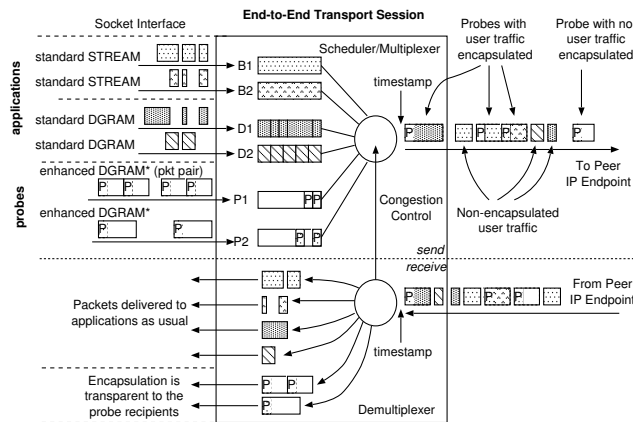 End-to-End Transport Session
Socket Interface
Scheduler/Multiplexer
Probes with
user traffic
encapsulated
Probe with no
user traffic
encapsulated
applications
standard STREAM
B1
timestamp
standard STREAM
B2
standard DGRAM
D1
P
P
P
P
D2
standard DGRAM
To Peer
IP Endpoint
probes
enhanced DGRAM* (pkt pair)
P P P P
P1
P P
Congestion
Control
Non-encapsulated
user traffic
enhanced DGRAM*
P P
P2
P P
send
receive
From Peer
IP Endpoint
P P P
Packets delivered to
applications as usual
timestamp
Encapsulation is
transparent to the
probe recipients
P P
P
Demultiplexer